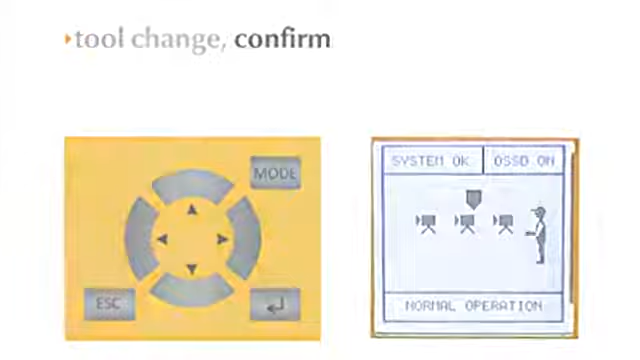 tool change, confirm
MODE
SYSTEM OK
OSSD ON
ESC
NORMAL OPERATION